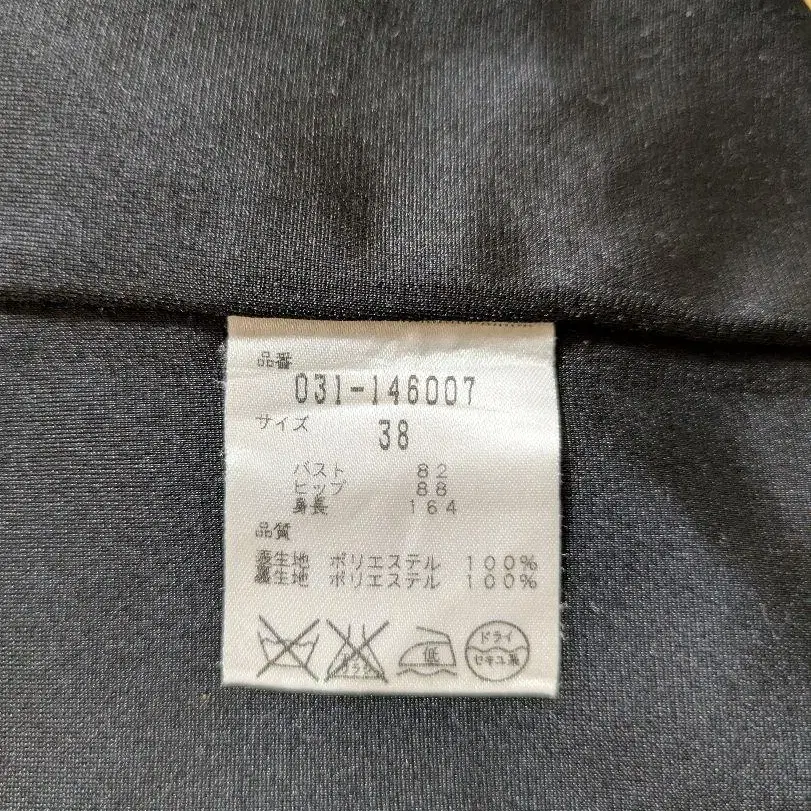 品番
031-146007
サイズ
38
バスト 82
ヒップ 88
身長 164
品質
表生地 ポリエステル 100%
裏生地 ポリエステル 100%
低
ドライ
セキユ系